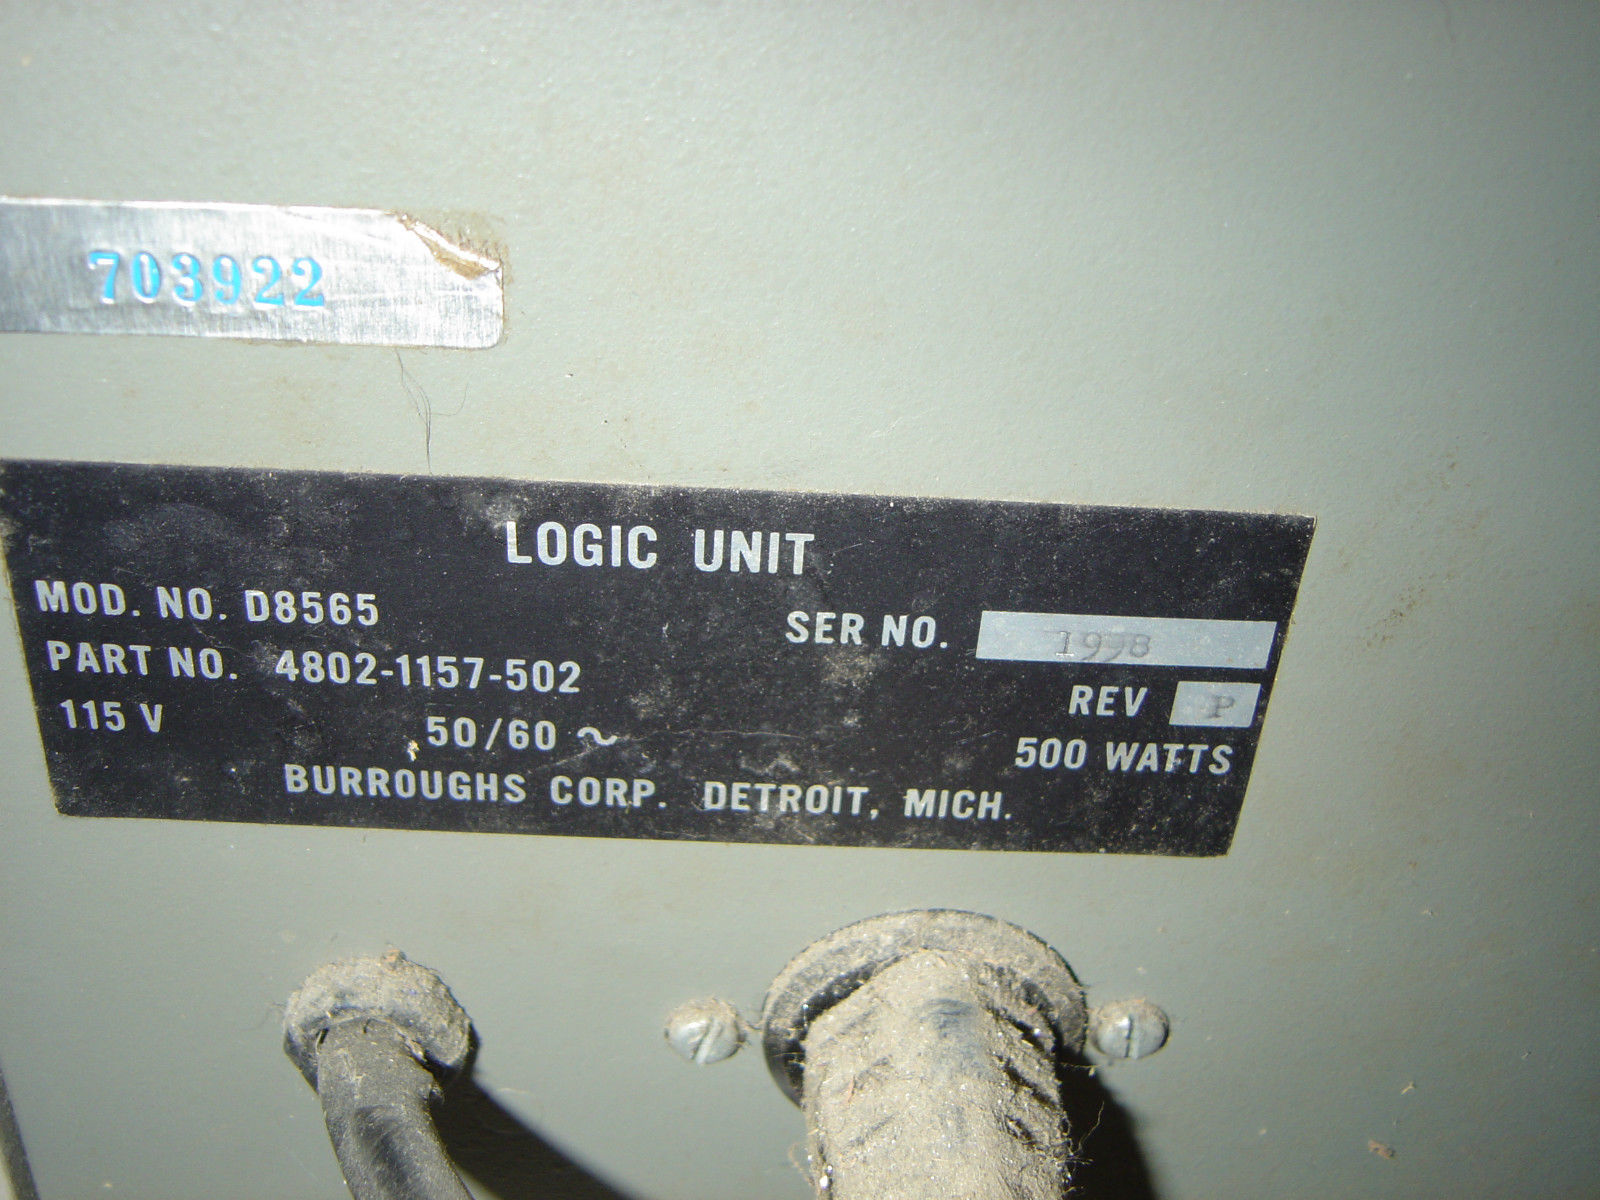 703922
LOGIC UNIT
MOD. NO. D8565
SER NO. 1998
PART NO. 4802-1157-502
REV P
115 V 50/60 ~
500 WATTS
BURROUGHS CORP. DETROIT, MICH.